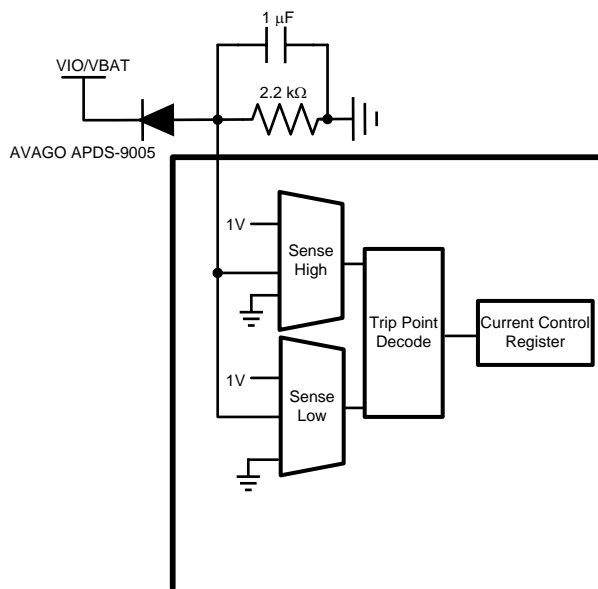 1 μF
VIO/VBAT
2.2 kΩ
AVAGO APDS-9005
1V
Sense
High
Trip Point
Decode
Current Control
Register
1V
Sense
Low